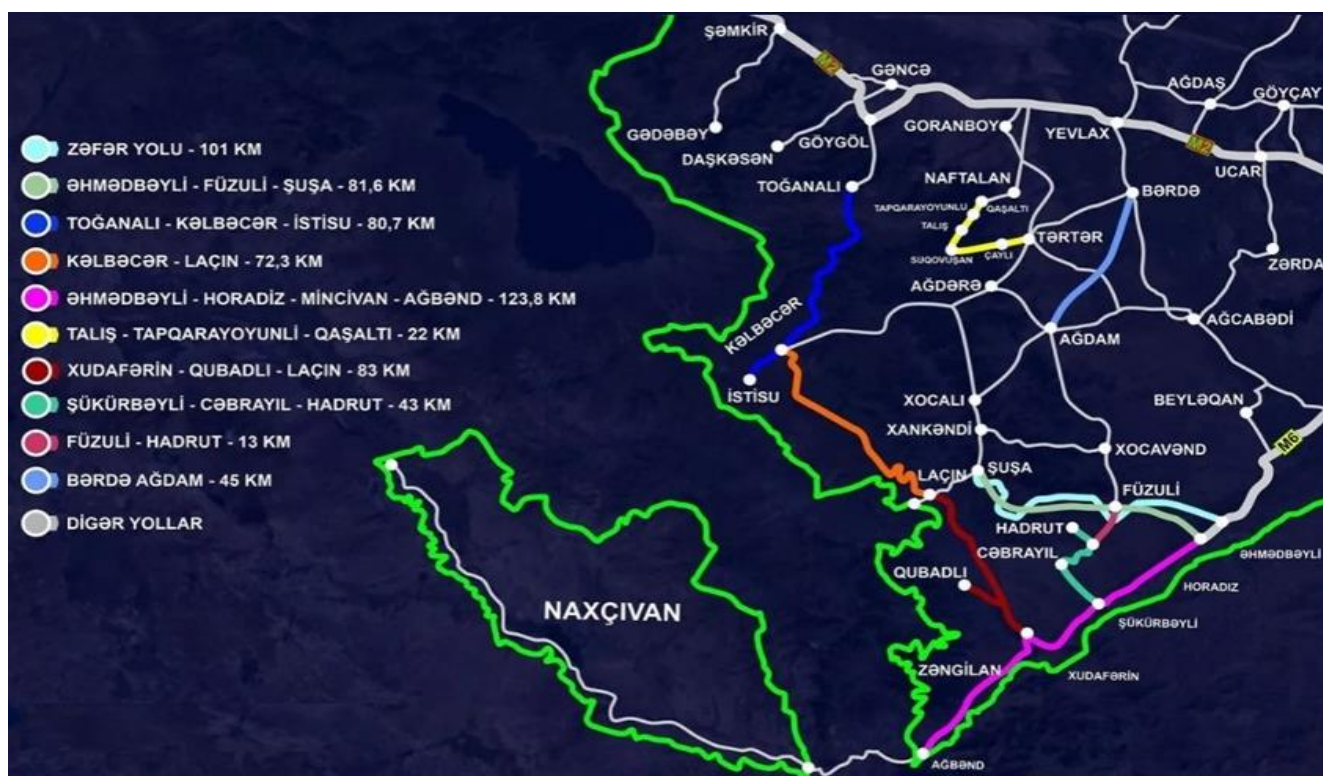 ZƏFƏR YOLU - 101 KM
ƏHMƏDBƏYLİ - FÜZULİ - ŞUŞA - 81,6 KM
TOĞANALI - KƏLBƏCƏR - İSTİSU - 80,7 KM
KƏLBƏCƏR - LAÇIN - 72,3 KM
ƏHMƏDBƏYLİ - HORADİZ - MİNCİVAN - AĞBƏND - 123,8 KM
TALIŞ - TAPQARAYOYUNLİ - QAŞALTI - 22 KM
XUDAFƏRİN - QUBADLI - LAÇIN - 83 KM
ŞÜKÜRBƏYLİ - CƏBRAYIL - HADRUT - 43 KM
FÜZULİ - HADRUT - 13 KM
BƏRDƏ AĞDAM - 45 KM
DİGƏR YOLLAR
ŞƏMKİR
M2
GƏNCƏ
AĞDAŞ
GÖYÇAY
GƏDƏBƏY
GÖYGÖL
GORANBOY
YEVLAX
M2
DAŞKƏSƏN
UCAR
TOĞANALI
NAFTALAN
BƏRDƏ
TAPQARAYOYUNLU
QAŞALTI
TALIŞ
TƏRTƏR
SUQOVUŞAN
ÇAYLI
ZƏRDA
AĞDƏRƏ
KƏLBƏCƏR
AĞDAM
AĞCABƏDİ
İSTİSU
XOCALI
BEYLƏQAN
XANKƏNDİ
XOCAVƏND
M6
LAÇIN
ŞUŞA
FÜZULİ
HADRUT
CƏBRAYIL
ƏHMƏDBƏYLİ
QUBADLI
HORADIZ
NAXÇIVAN
ŞÜKÜRBƏYLİ
ZƏNGİLAN
XUDAFƏRİN
AĞBƏND